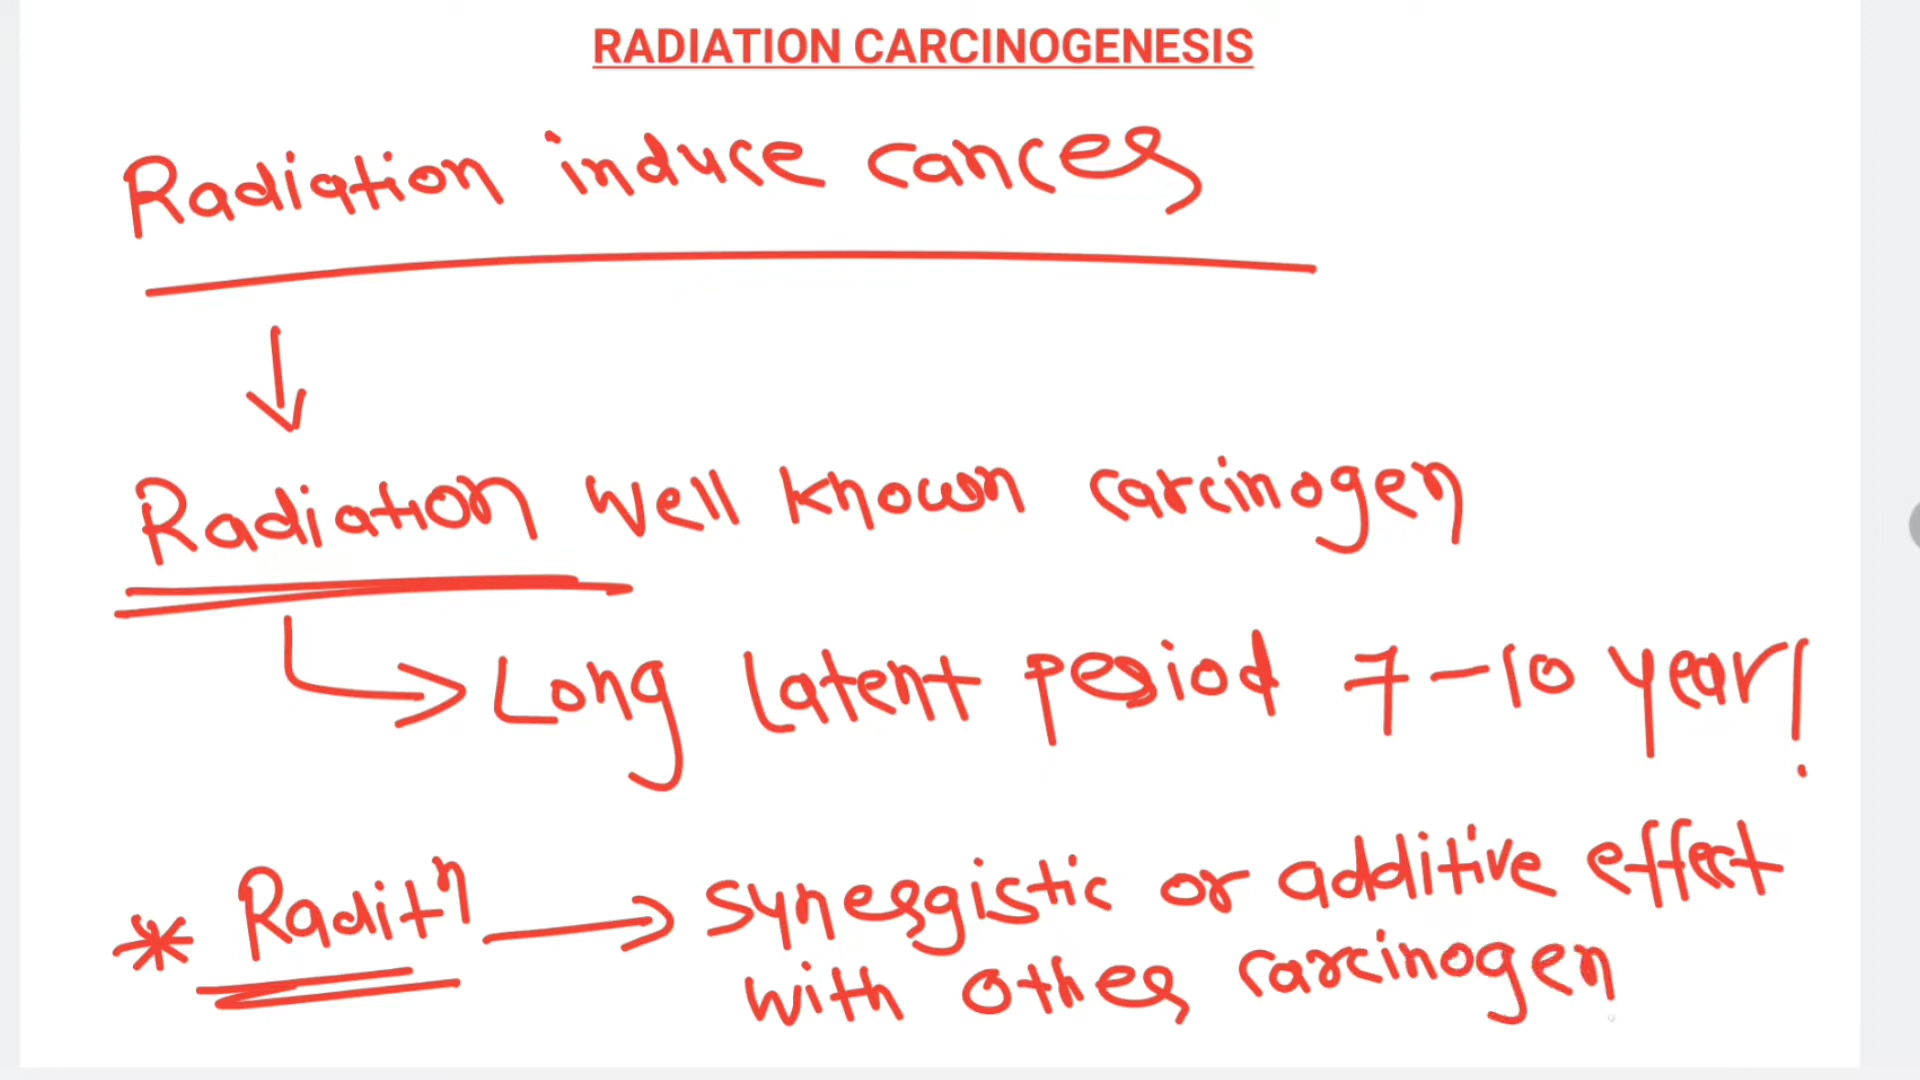 RADIATION CARCINOGENESIS
Radiation induce cancer
Radiation well known carcinogen
Long latent period 7-10 year!
* Raditⁿ → synergistic or additive effect
with other carcinogen